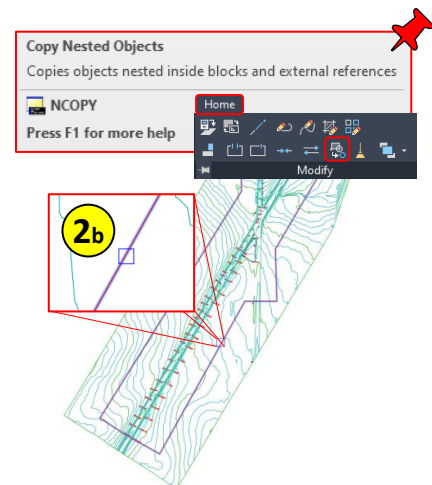 Copy Nested Objects
Copies objects nested inside blocks and external references
NCOPY
Press F1 for more help
Home
Modify
2b